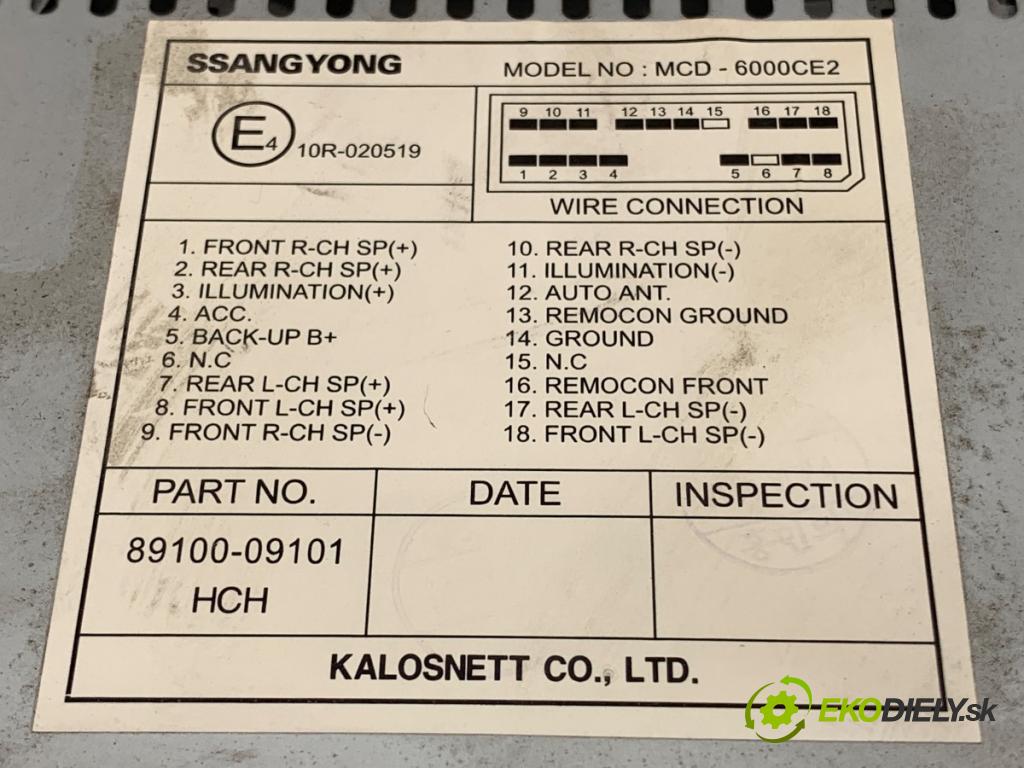 SSANGYONG
MODEL NO : MCD - 6000CE2
E4 10R-020519
9 10 11 12 13 14 15 16 17 18
1 2 3 4 5 6 7 8
WIRE CONNECTION
1. FRONT R-CH SP(+)
2. REAR R-CH SP(+)
3. ILLUMINATION(+)
4. ACC.
5. BACK-UP B+
6. N.C
7. REAR L-CH SP(+)
8. FRONT L-CH SP(+)
9. FRONT R-CH SP(-)
10. REAR R-CH SP(-)
11. ILLUMINATION(-)
12. AUTO ANT.
13. REMOCON GROUND
14. GROUND
15. N.C
16. REMOCON FRONT
17. REAR L-CH SP(-)
18. FRONT L-CH SP(-)
PART NO. DATE INSPECTION
89100-09101
HCH
KALOSNETT CO., LTD.
EKODIELY.sk